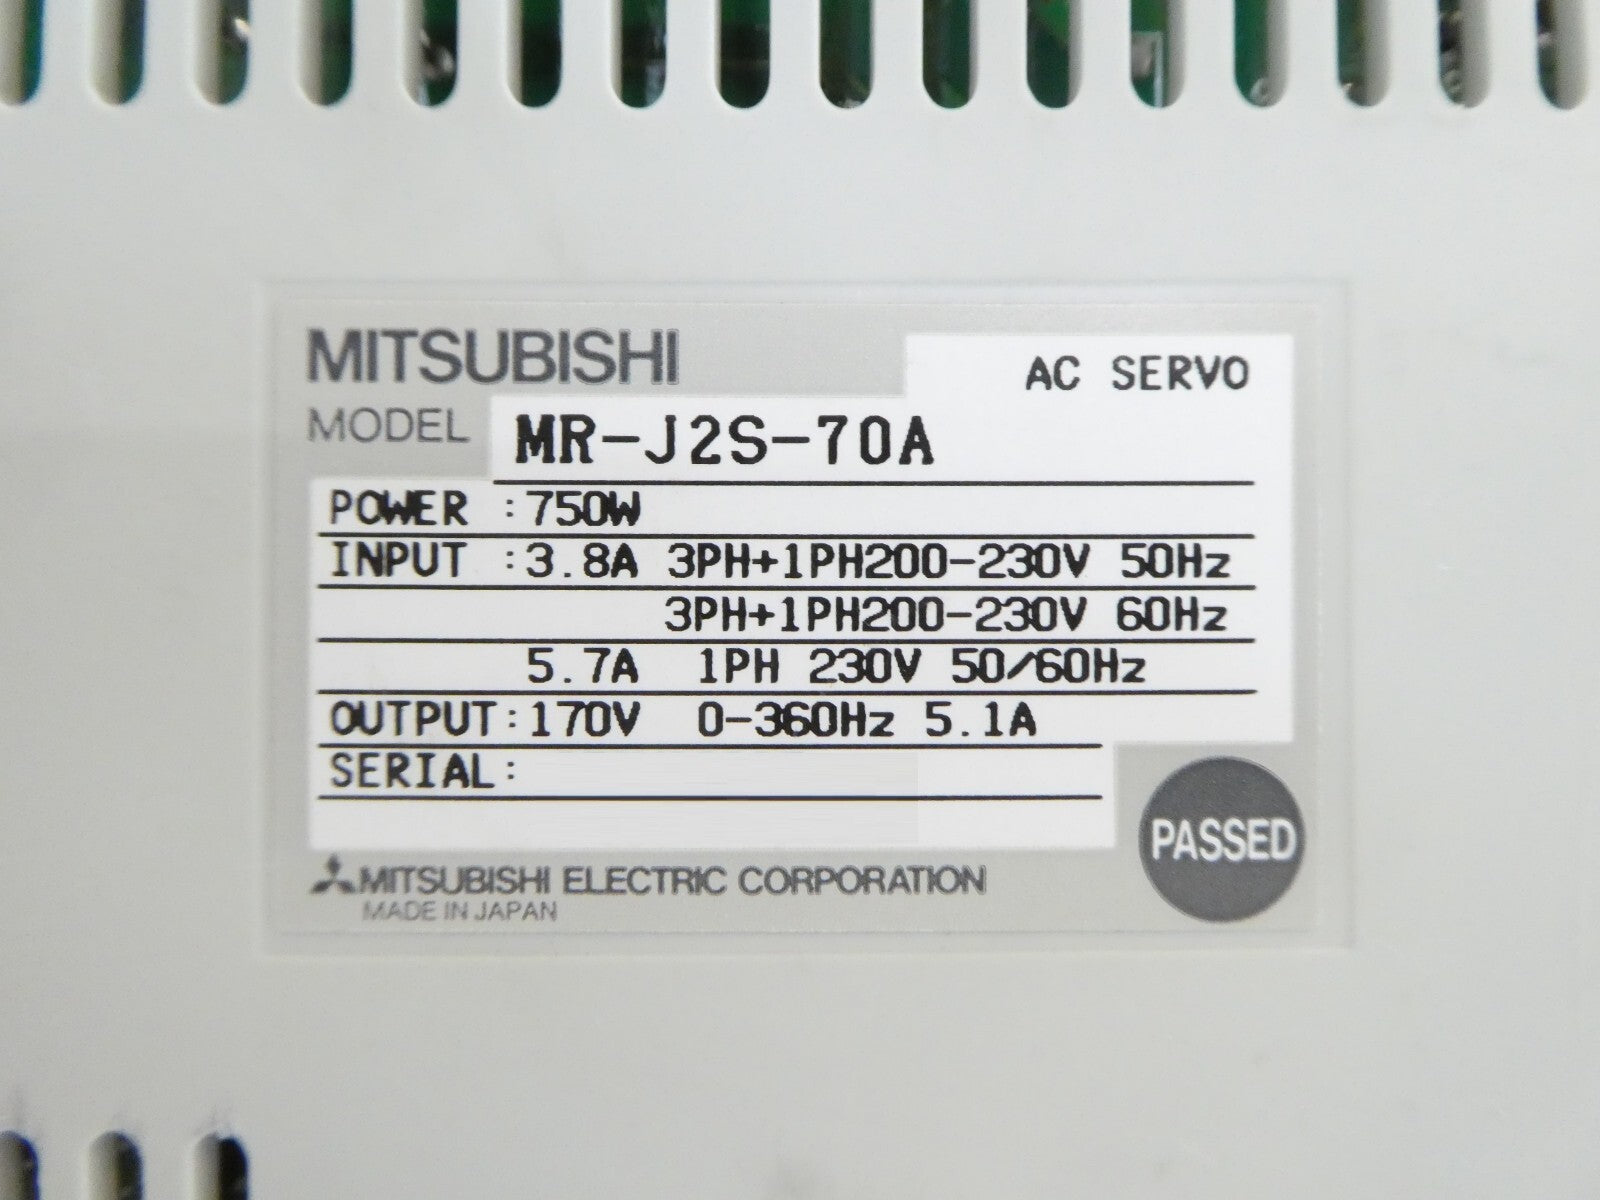 MITSUBISHI
AC SERVO
MODEL MR-J2S-70A
POWER :750W
INPUT :3.8A 3PH+1PH200-230V 50Hz
3PH+1PH200-230V 60Hz
5.7A 1PH 230V 50/60Hz
OUTPUT:170V 0-360Hz 5.1A
SERIAL:
PASSED
MITSUBISHI ELECTRIC CORPORATION
MADE IN JAPAN